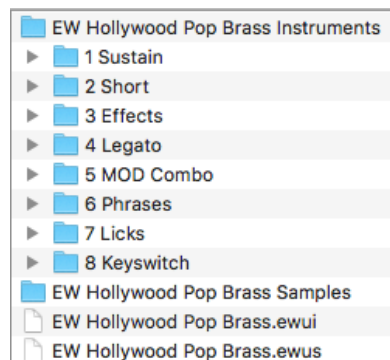 EW Hollywood Pop Brass Instruments
1 Sustain
2 Short
3 Effects
4 Legato
5 MOD Combo
6 Phrases
7 Licks
8 Keyswitch
EW Hollywood Pop Brass Samples
EW Hollywood Pop Brass.ewui
EW Hollywood Pop Brass.ewus